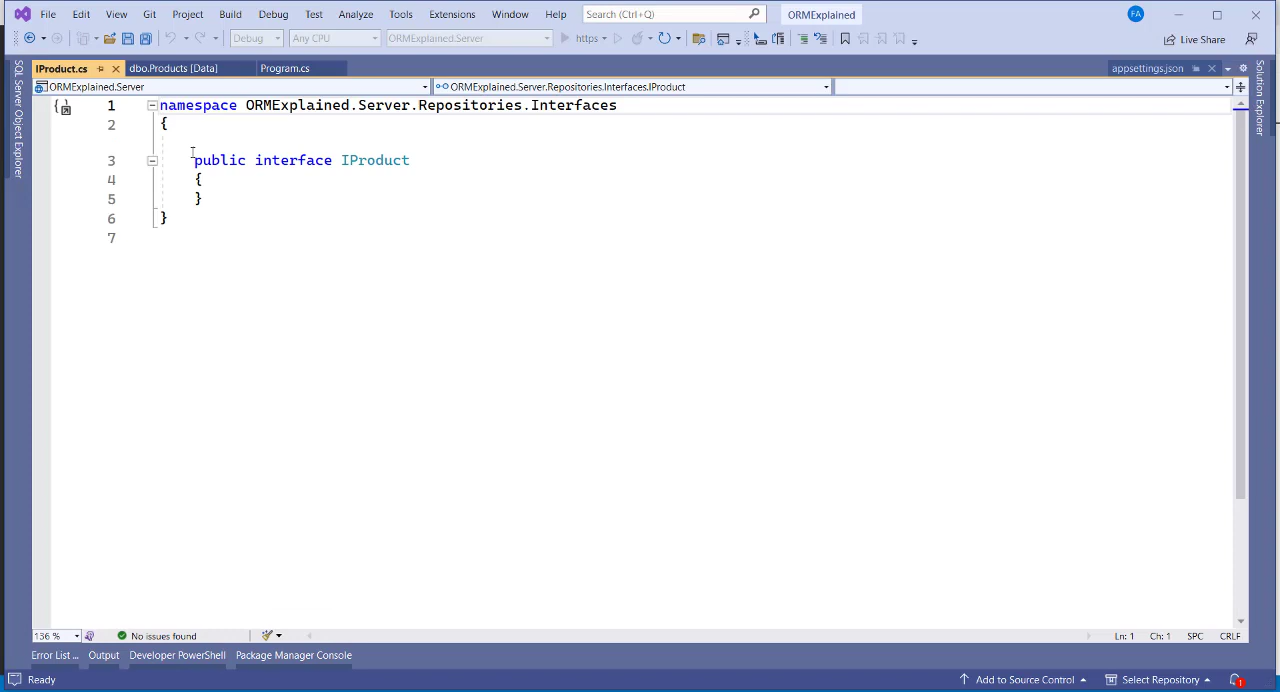 File Edit View Git Project Build Debug Test Analyze Tools Extensions Window Help Search (Ctrl+Q) ORMExplained FA
Debug Any CPU ORMExplained.Server https Live Share
IProduct.cs dbo.Products [Data] Program.cs appsettings.json
ORMExplained.Server ORMExplained.Server.Repositories.Interfaces.IProduct
SQL Server Object Explorer
Solution Explorer
1 namespace ORMExplained.Server.Repositories.Interfaces
2 {
3 public interface IProduct
4 {
5 }
6 }
7
136 % No issues found Ln: 1 Ch: 1 SPC CRLF
Error List ... Output Developer PowerShell Package Manager Console
Ready Add to Source Control Select Repository 1